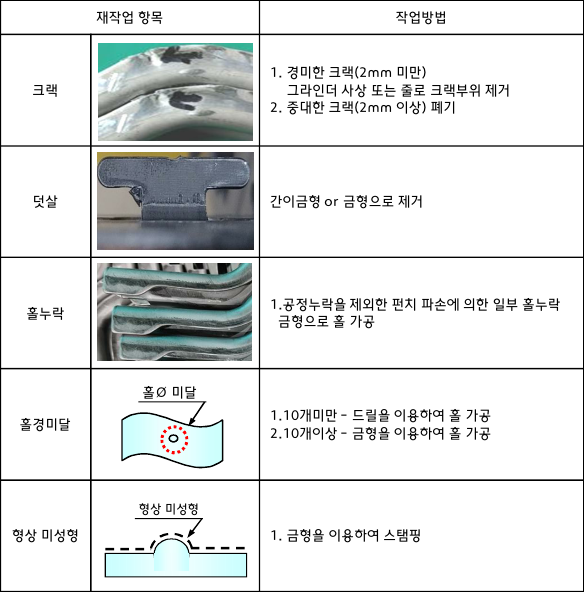 재작업 항목
작업방법
크랙
1. 경미한 크랙(2mm 미만)
그라인더 사상 또는 줄로 크랙부위 제거
2. 중대한 크랙(2mm 이상) 폐기
덧살
간이금형 or 금형으로 제거
홀누락
1.공정누락을 제외한 펀치 파손에 의한 일부 홀누락
금형으로 홀 가공
홀경미달
홀Ø 미달
1.10개미만 - 드릴을 이용하여 홀 가공
2.10개이상 - 금형을 이용하여 홀 가공
형상 미성형
형상 미성형
1. 금형을 이용하여 스탬핑